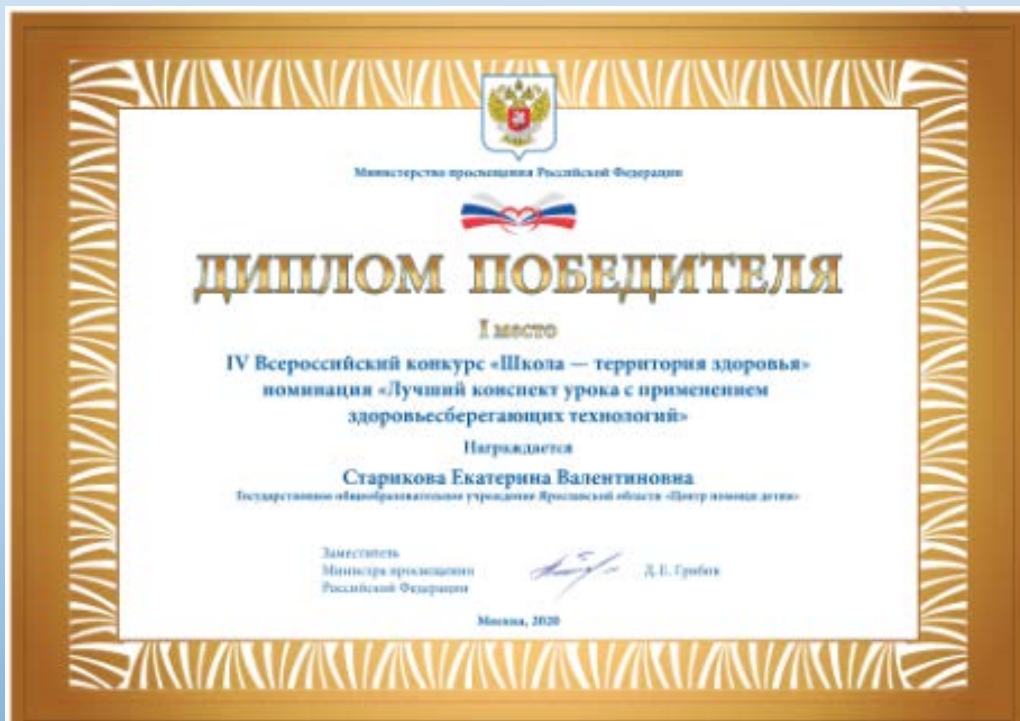 Министерство просвещения Российской Федерации
ДИПЛОМ ПОБЕДИТЕЛЯ
I место
IV Всероссийский конкурс «Школа — территория здоровья»
номинация «Лучший конспект урока с применением
здоровьесберегающих технологий»
Награждается
Старикова Екатерина Валентиновна
Государственное общеобразовательное учреждение Ярославской области «Центр помощи детям»
Заместитель
Министра просвещения
Российской Федерации
Д.Е. Грибов
Москва, 2020